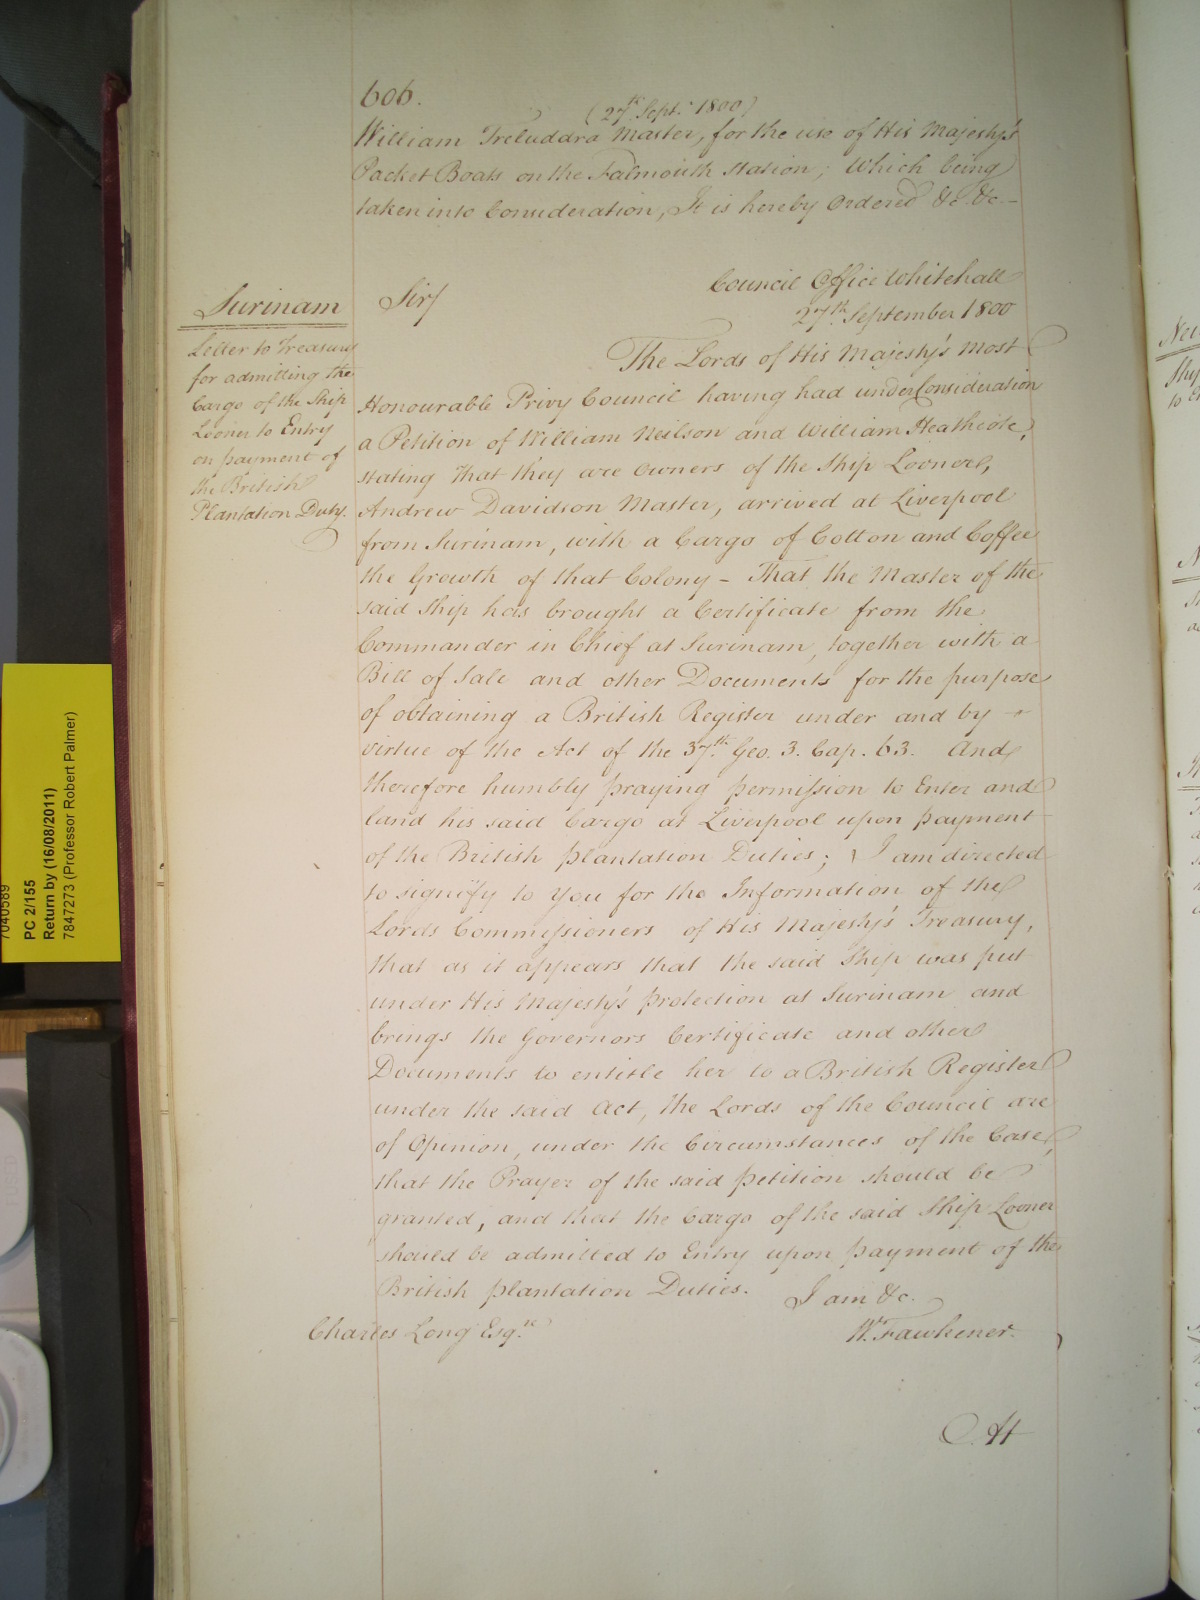 606.
(27th Septr. 1800)
William Treluddra Master, for the use of His Majesty's
Packet Boats on the Falmouth Station; Which being
taken into Consideration, It is hereby Ordered &c. &c. —
Council Office Whitehall
27th September 1800
Surinam
Letter to Treasury
for admitting the
Cargo of the Ship
Looner to Entry
on payment of
the British
Plantation Duty.
Sir,
The Lords of His Majesty's Most
Honourable Privy Council having had under Consideration
a Petition of William Neilson and William Heathcote,
stating That they are Owners of the Ship Looner,
Andrew Davidson Master, arrived at Liverpool
from Surinam, with a Cargo of Cotton and Coffee
the Growth of that Colony – That the Master of the
said Ship has brought a Certificate from the
Commander in Chief at Surinam, together with a
Bill of Sale and other Documents for the purpose
of obtaining a British Register under and by
virtue of the Act of the 37th. Geo. 3. Cap. 63. And
therefore humbly praying permission to Enter and
land his said Cargo at Liverpool upon payment
of the British plantation Duties; I am directed
to signify to You for the Information of the
Lords Commissioners of His Majesty's Treasury,
that as it appears that the said Ship was put
under His Majesty's protection at Surinam and
brings the Governors Certificate and other
Documents to entitle her to a British Register
under the said Act, the Lords of the Council are
of Opinion, under the Circumstances of the Case,
that the Prayer of the said petition should be
granted, and that the Cargo of the said Ship Looner
should be admitted to Entry upon payment of the
British plantation Duties.
I am &c.
Charles Long Esqre.
W. Fawkener.
At
7040589
PC 2/155
Return by (16/08/2011)
7847273 (Professor Robert Palmer)